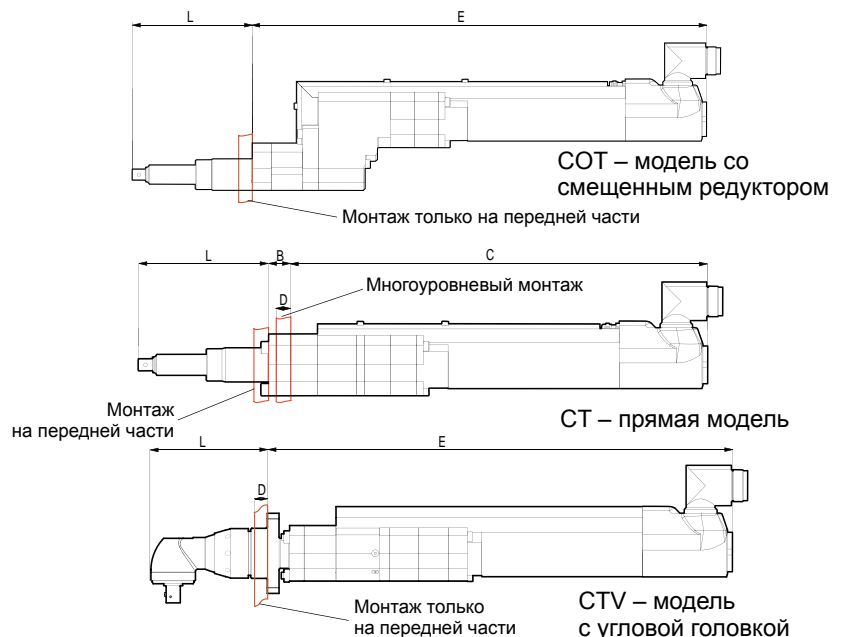 L
E
COT – модель со
смещенным редуктором
Монтаж только на передней части
L
B
C
D
Многоуровневый монтаж
Монтаж
на передней части
CT – прямая модель
L
E
D
Монтаж только
на передней части
CTV – модель
с угловой головкой